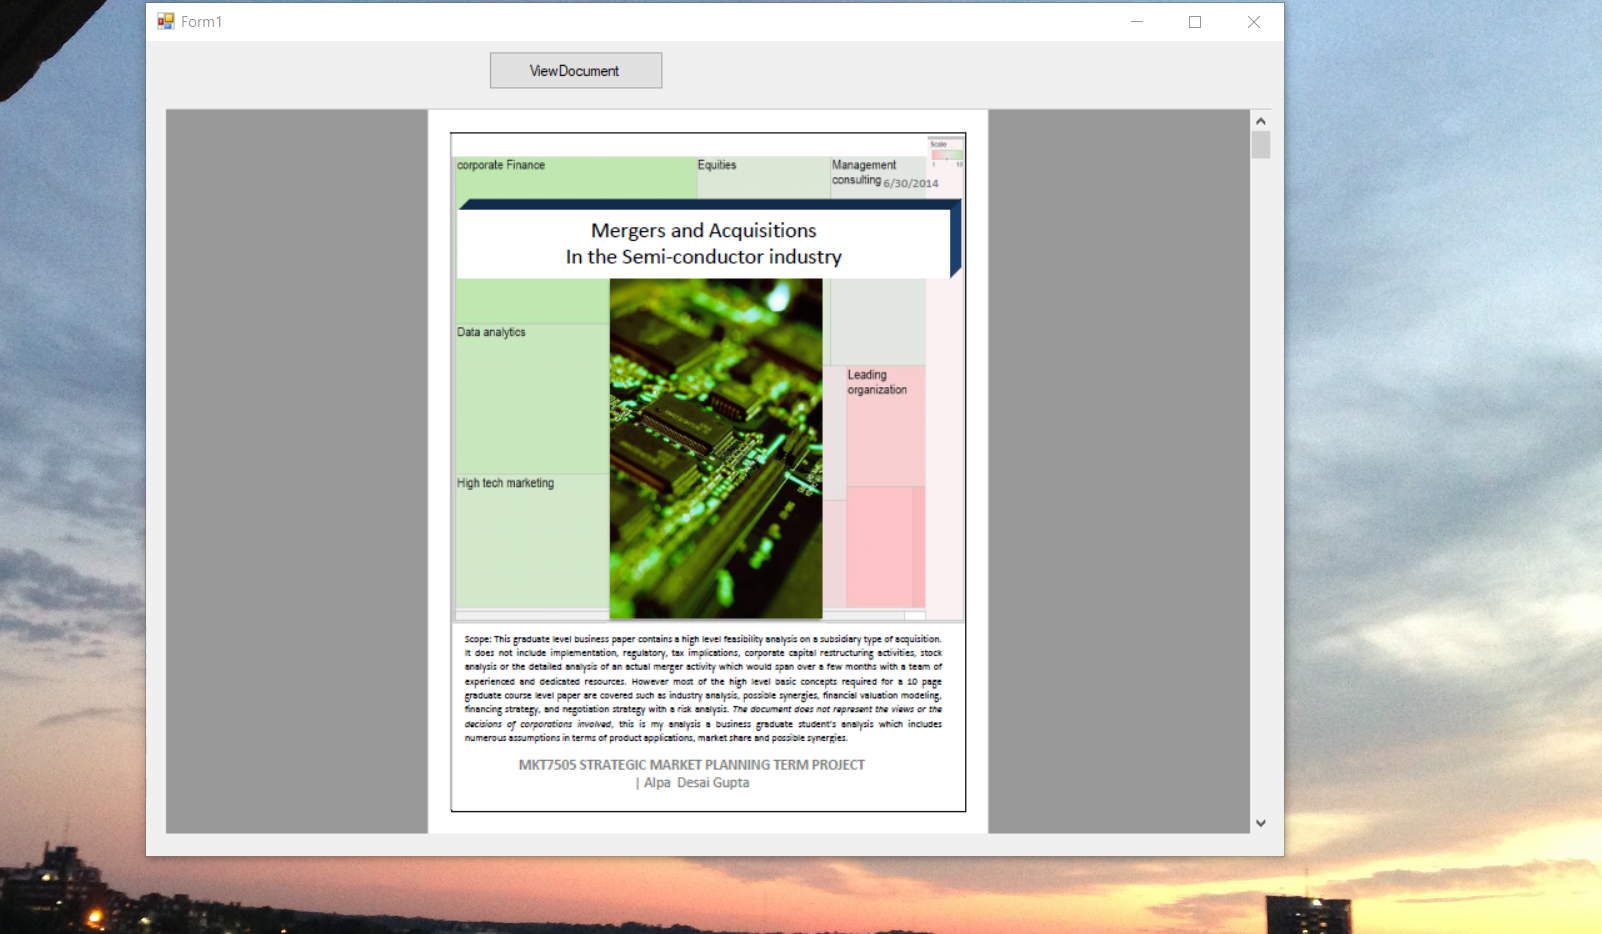 Form1
ViewDocument
Scale
1 10
corporate Finance
Equities
Management
consulting 6/30/2014
Mergers and Acquisitions
In the Semi-conductor industry
Data analytics
Leading
organization
High tech marketing
Scope: This graduate level business paper contains a high level feasibility analysis on a subsidiary type of acquisition.
It does not include implementation, regulatory, tax implications, corporate capital restructuring activities, stock
analysis or the detailed analysis of an actual merger activity which would span over a few months with a team of
experienced and dedicated resources. However most of the high level basic concepts required for a 10 page
graduate course level paper are covered such as industry analysis, possible synergies, financial valuation modeling,
financing strategy, and negotiation strategy with a risk analysis. The document does not represent the views or the
decisions of corporations involved, this is my analysis a business graduate student's analysis which includes
numerous assumptions in terms of product applications, market share and possible synergies.
MKT7505 STRATEGIC MARKET PLANNING TERM PROJECT
| Alpa Desai Gupta